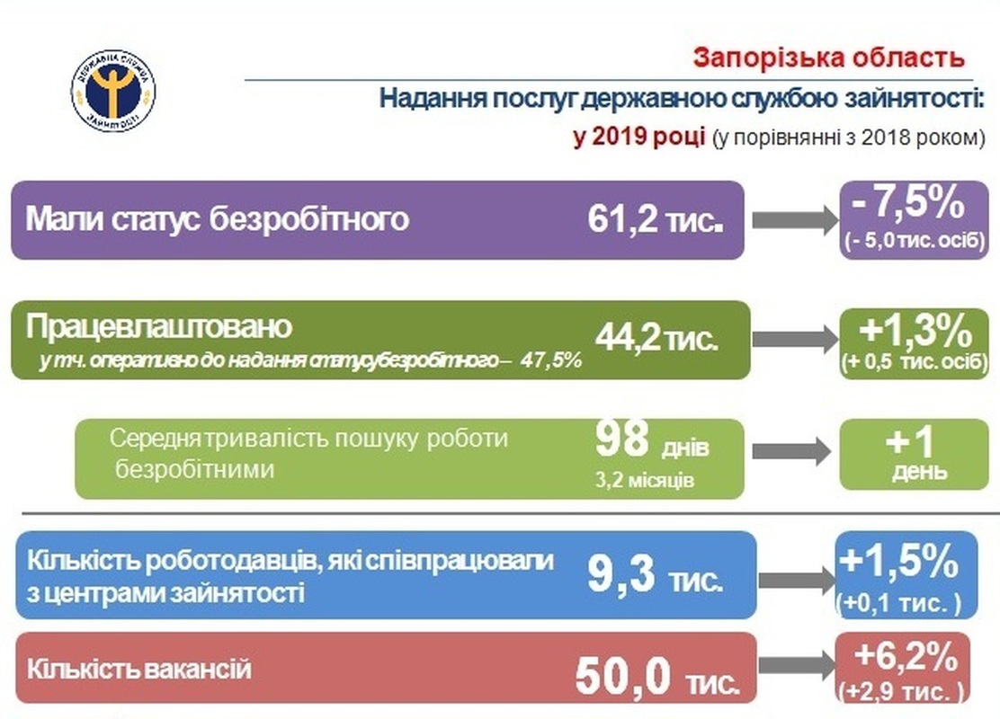 ДЕРЖАВНА СЛУЖБА
ЗАЙНЯТОСТІ
Запорізька область
Надання послуг державною службою зайнятості:
у 2019 році (у порівнянні з 2018 роком)
Мали статус безробітного
61,2 тис.
- 7,5%
(- 5,0 тис. осіб)
Працевлаштовано
у т.ч. оперативно до надання статусу безробітного – 47,5%
44,2 тис.
+1,3%
(+ 0,5 тис. осіб)
Середня тривалість пошуку роботи
безробітними
98 днів
3,2 місяців
+1
день
Кількість роботодавців, які співпрацювали
з центрами зайнятості
9,3 тис.
+1,5%
(+0,1 тис. )
Кількість вакансій
50,0 тис.
+6,2%
(+2,9 тис. )